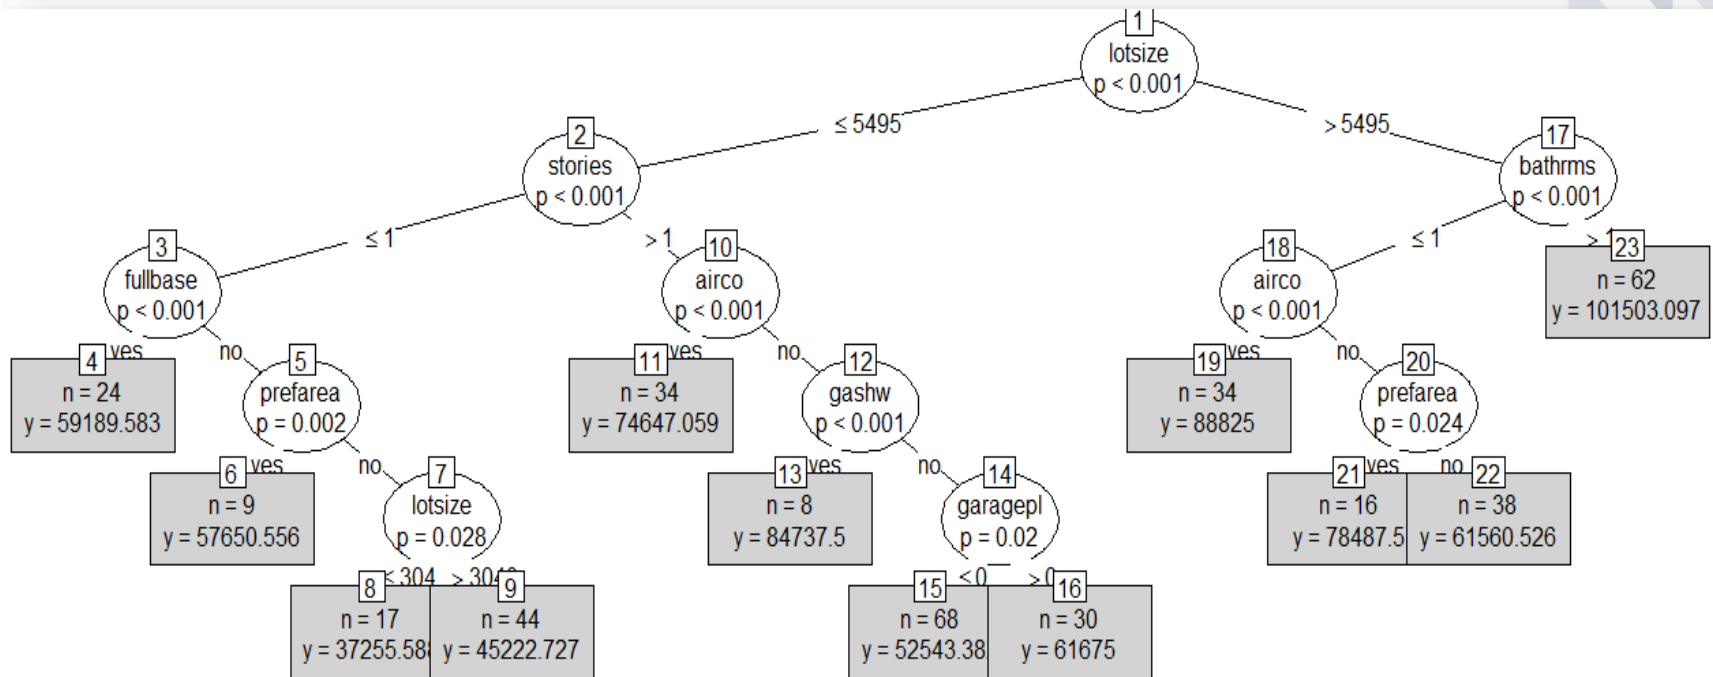 1
lotsize
p < 0.001
≤ 5495
> 5495
2
stories
p < 0.001
17
bathrms
p < 0.001
≤ 1
> 1
≤ 1
> 1
3
fullbase
p < 0.001
10
airco
p < 0.001
18
airco
p < 0.001
23
n = 62
y = 101503.097
yes
no
yes
no
yes
no
4
n = 24
y = 59189.583
5
prefarea
p = 0.002
11
n = 34
y = 74647.059
12
gashw
p < 0.001
19
n = 34
y = 88825
20
prefarea
p = 0.024
yes
no
yes
no
yes
no
6
n = 9
y = 57650.556
7
lotsize
p = 0.028
13
n = 8
y = 84737.5
14
garagepl
p = 0.02
21
n = 16
y = 78487.5
22
n = 38
y = 61560.526
8
n = 17
y = 37255.58
9
n = 44
y = 45222.727
15
n = 68
y = 52543.38
16
n = 30
y = 61675